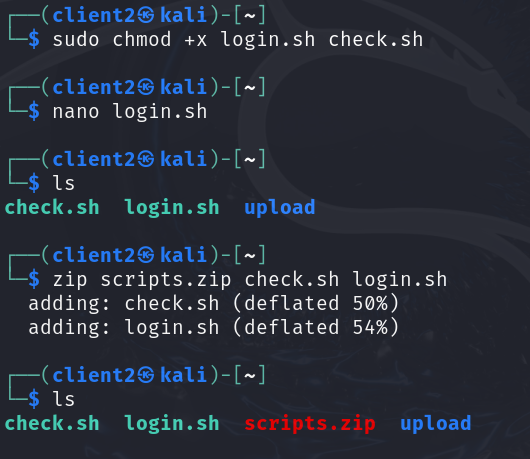 ┌──(client2㉿kali)-[~]
└─$ sudo chmod +x login.sh check.sh
┌──(client2㉿kali)-[~]
└─$ nano login.sh
┌──(client2㉿kali)-[~]
└─$ ls
check.sh  login.sh  upload
┌──(client2㉿kali)-[~]
└─$ zip scripts.zip check.sh login.sh
  adding: check.sh (deflated 50%)
  adding: login.sh (deflated 54%)
┌──(client2㉿kali)-[~]
└─$ ls
check.sh  login.sh  scripts.zip  upload